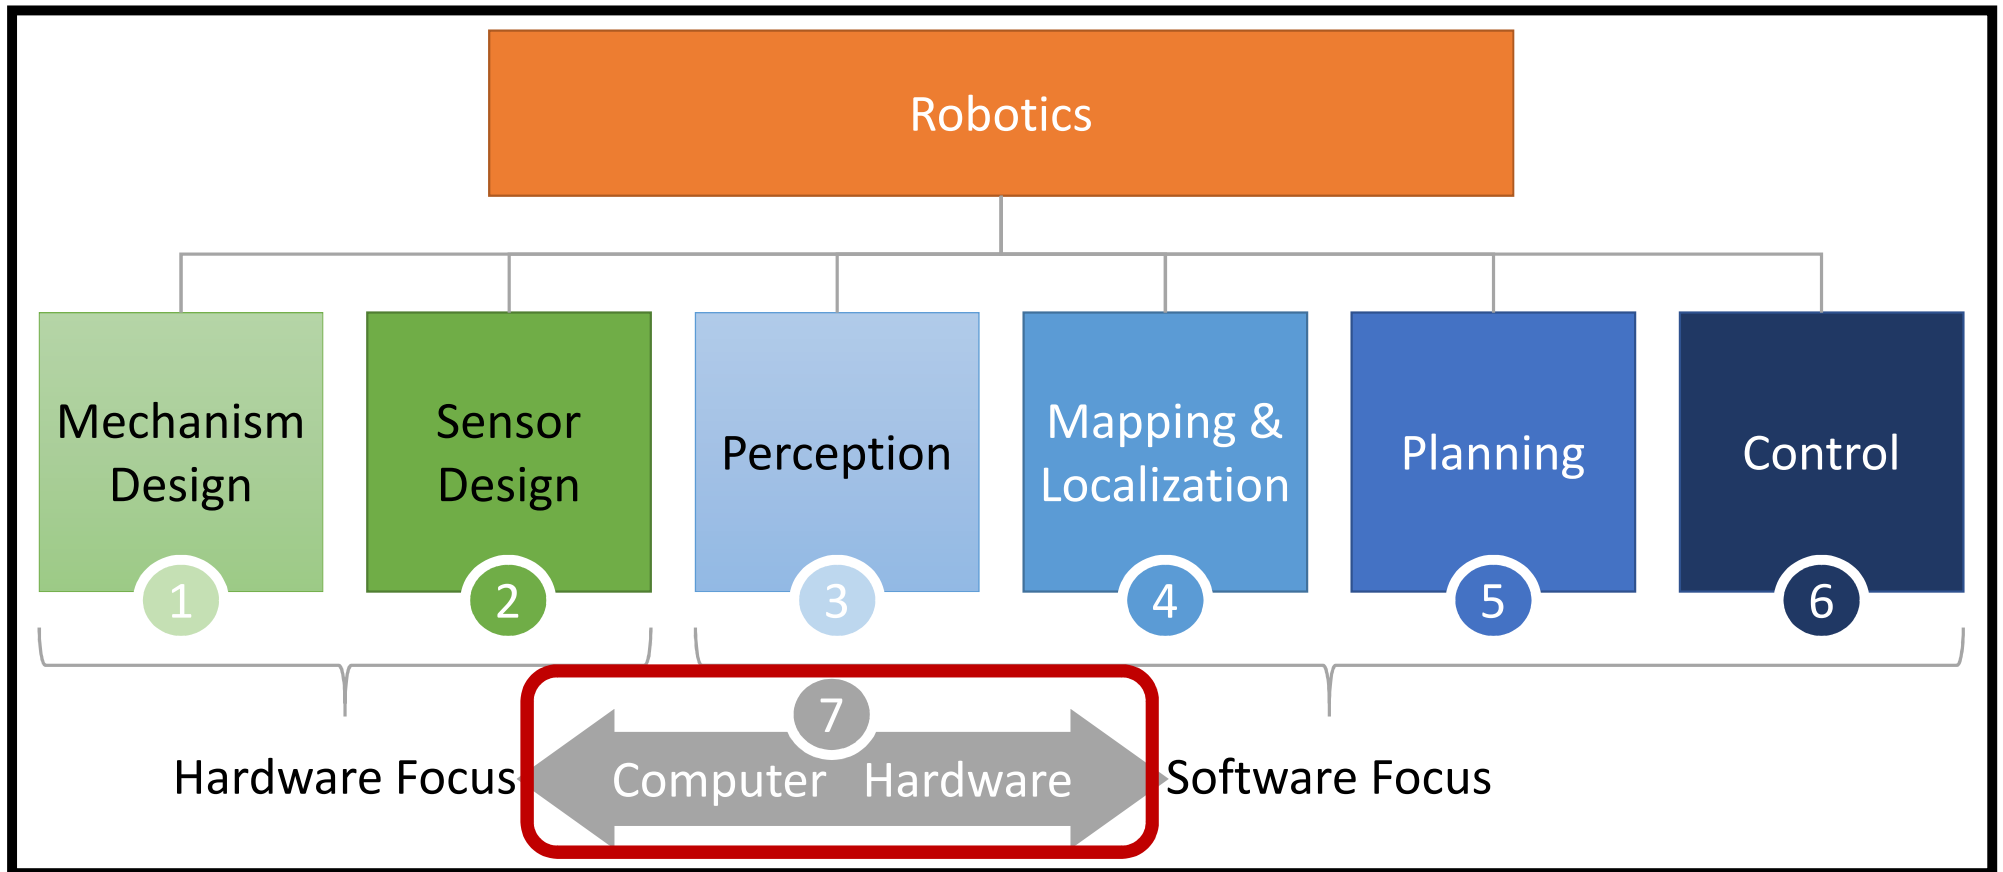 Robotics
Mechanism
Design
1
Sensor
Design
2
Perception
3
Mapping &
Localization
4
Planning
5
Control
6
7
Hardware Focus
Computer Hardware
Software Focus